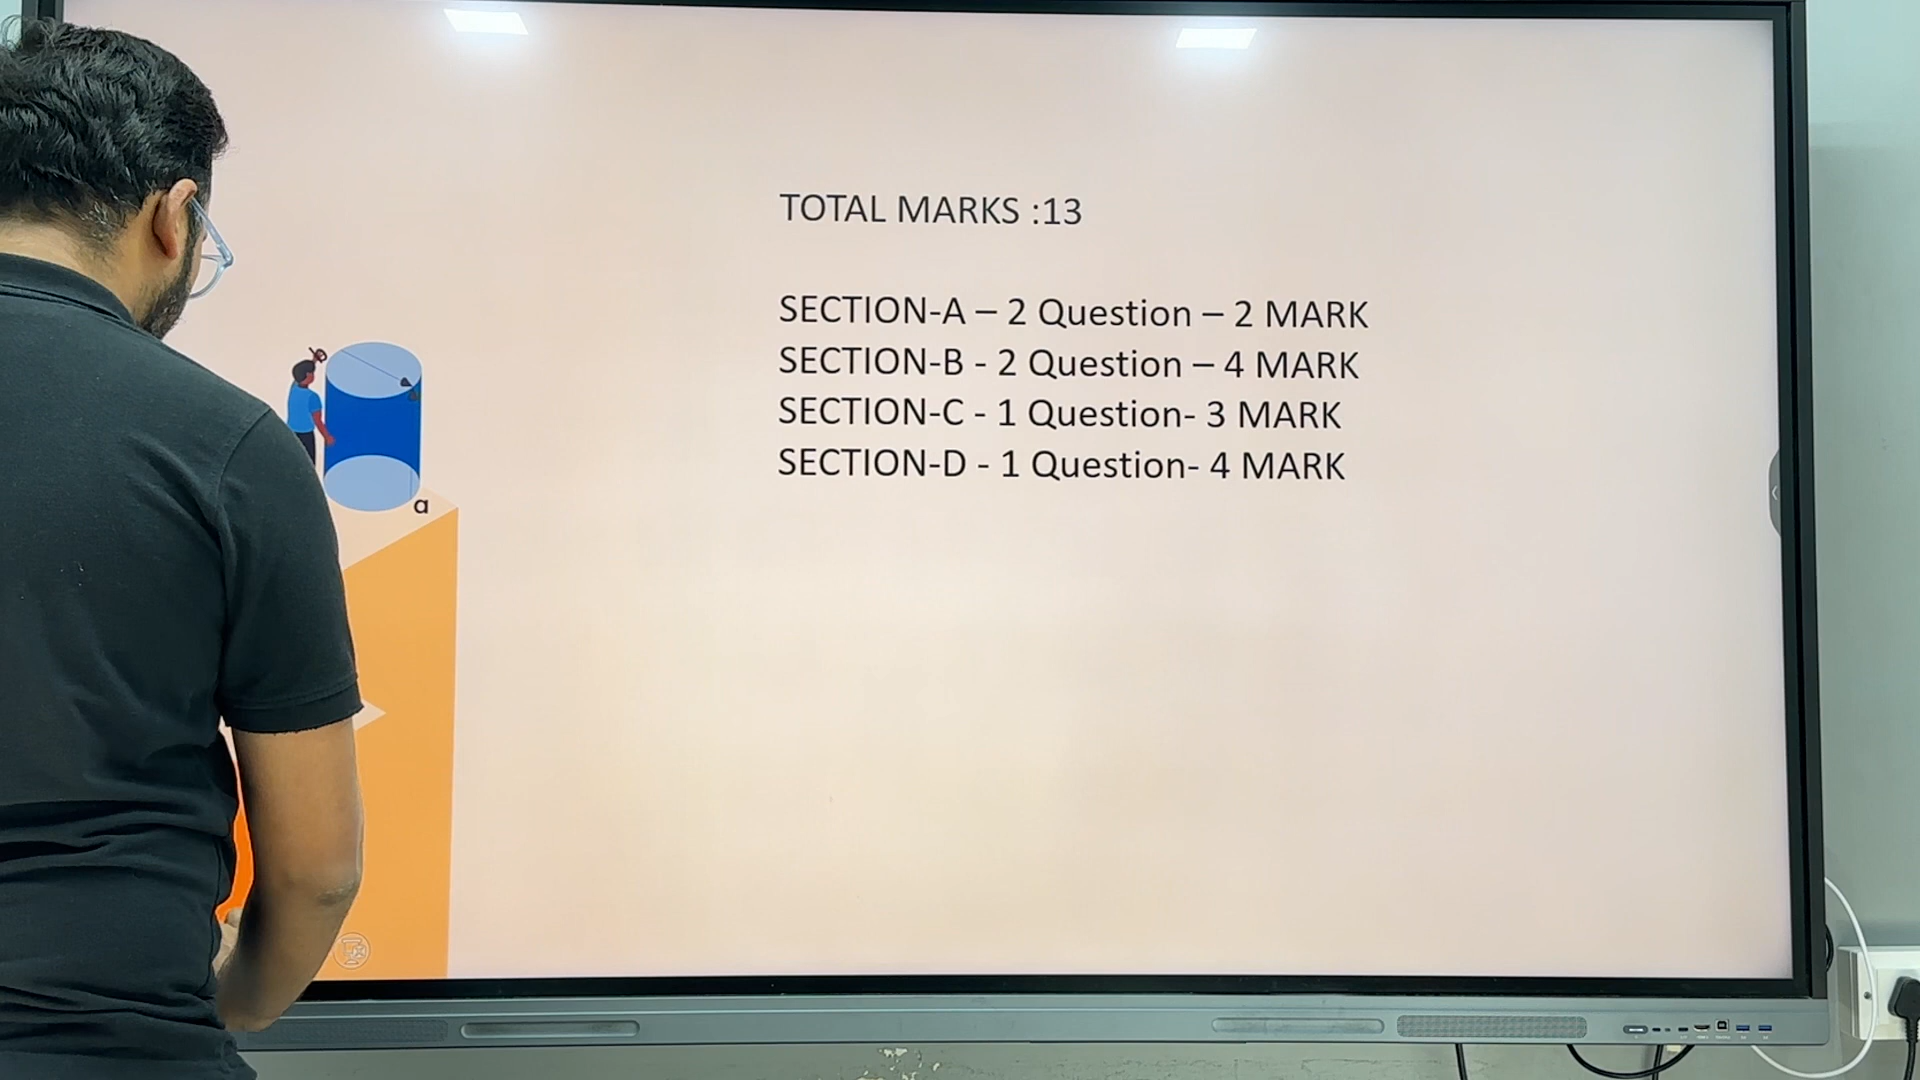 TOTAL MARKS :13
SECTION-A – 2 Question – 2 MARK
SECTION-B - 2 Question – 4 MARK
SECTION-C - 1 Question- 3 MARK
SECTION-D - 1 Question- 4 MARK
a